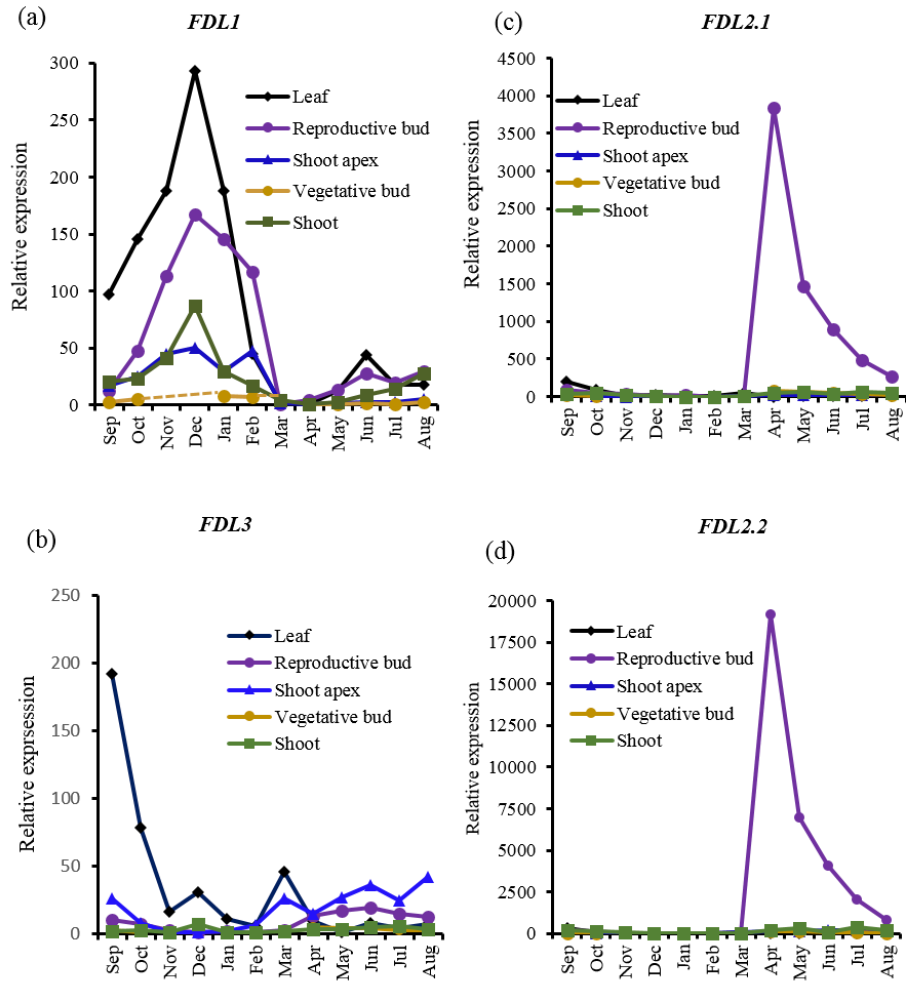 (a)
FDL1
Relative expression
300
250
200
150
100
50
0
Leaf
Reproductive bud
Shoot apex
Vegetative bud
Shoot
Sep
Oct
Nov
Dec
Jan
Feb
Mar
Apr
May
Jun
Jul
Aug
(c)
FDL2.1
Relative expression
4500
4000
3500
3000
2500
2000
1500
1000
500
0
Leaf
Reproductive bud
Shoot apex
Vegetative bud
Shoot
Sep
Oct
Nov
Dec
Jan
Feb
Mar
Apr
May
Jun
Jul
Aug
(b)
FDL3
Relative exprsession
250
200
150
100
50
0
Leaf
Reproductive bud
Shoot apex
Vegetative bud
Shoot
Sep
Oct
Nov
Dec
Jan
Feb
Mar
Apr
May
Jun
Jul
Aug
(d)
FDL2.2
Relative expression
20000
17500
15000
12500
10000
7500
5000
2500
0
Leaf
Reproductive bud
Shoot apex
Vegetative bud
Shoot
Sep
Oct
Nov
Dec
Jan
Feb
Mar
Apr
May
Jun
Jul
Aug